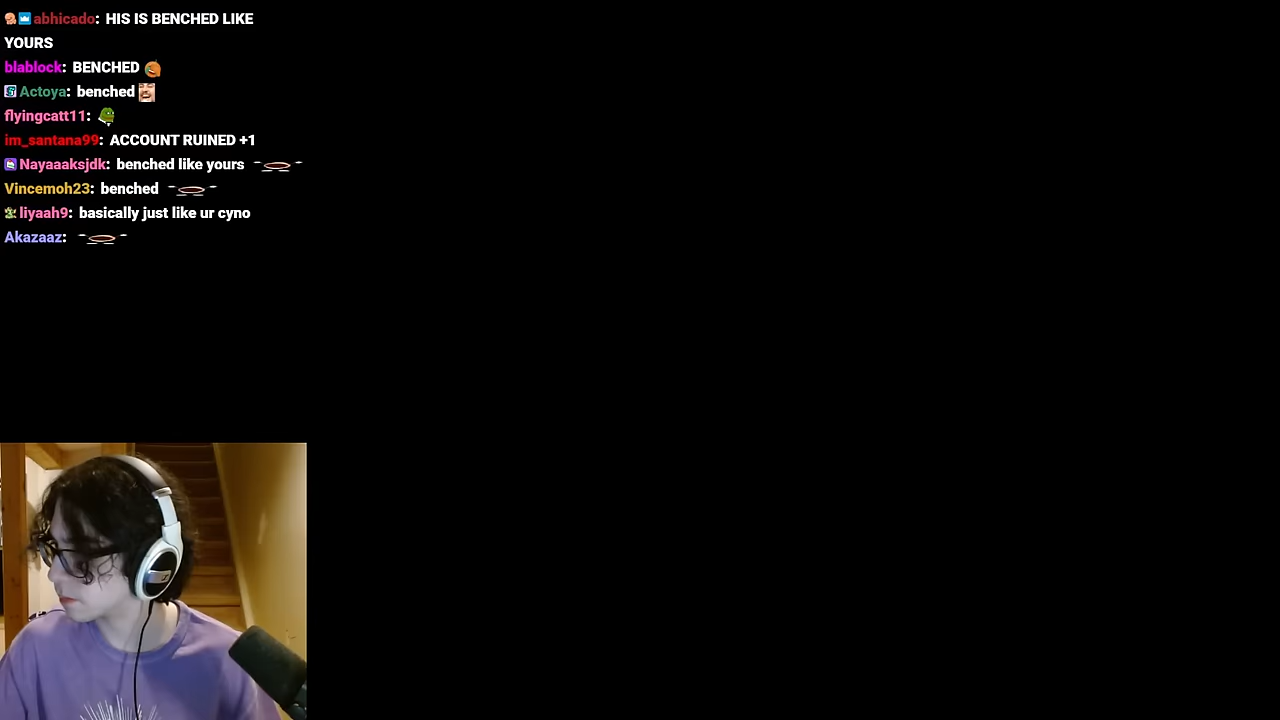 abhicado: HIS IS BENCHED LIKE
YOURS
blablock: BENCHED
Actoya: benched
flyingcatt11:
im_santana99: ACCOUNT RUINED +1
Nayaaaksjdk: benched like yours
Vincemoh23: benched
liyaah9: basically just like ur cyno
Akazaaz: